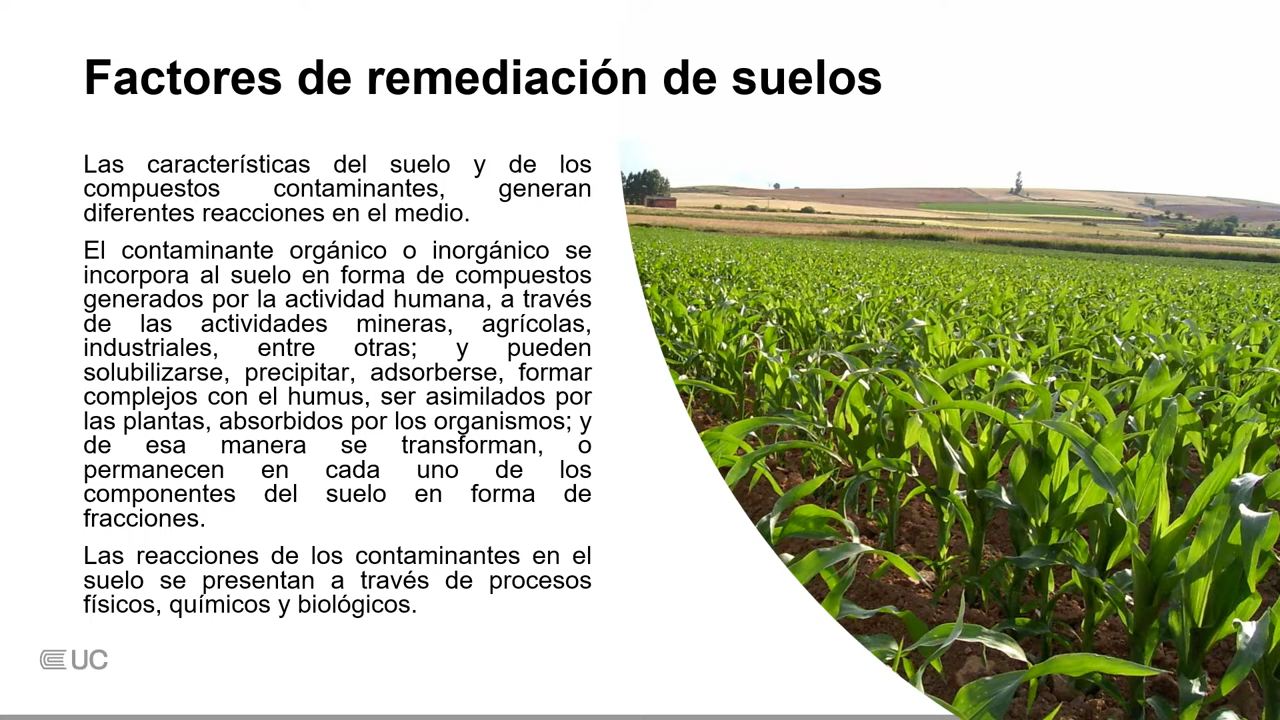 Factores de remediación de suelos
Las características del suelo y de los
compuestos contaminantes, generan
diferentes reacciones en el medio.
El contaminante orgánico o inorgánico se
incorpora al suelo en forma de compuestos
generados por la actividad humana, a través
de las actividades mineras, agrícolas,
industriales, entre otras; y pueden
solubilizarse, precipitar, adsorberse, formar
complejos con el humus, ser asimilados por
las plantas, absorbidos por los organismos; y
de esa manera se transforman, o
permanecen en cada uno de los
componentes del suelo en forma de
fracciones.
Las reacciones de los contaminantes en el
suelo se presentan a través de procesos
físicos, químicos y biológicos.
UC